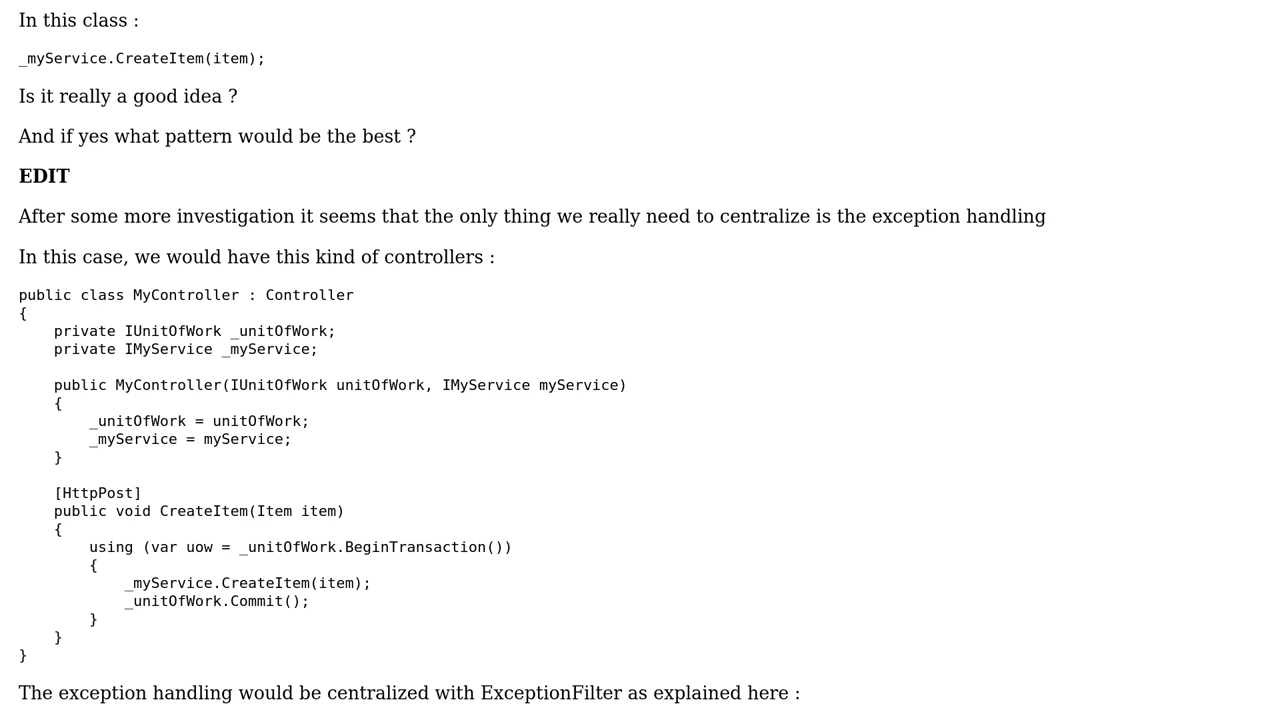 In this class :
_myService.CreateItem(item);
Is it really a good idea ?
And if yes what pattern would be the best ?
EDIT
After some more investigation it seems that the only thing we really need to centralize is the exception handling
In this case, we would have this kind of controllers :
public class MyController : Controller
{
    private IUnitOfWork _unitOfWork;
    private IMyService _myService;

    public MyController(IUnitOfWork unitOfWork, IMyService myService)
    {
        _unitOfWork = unitOfWork;
        _myService = myService;
    }

    [HttpPost]
    public void CreateItem(Item item)
    {
        using (var uow = _unitOfWork.BeginTransaction())
        {
            _myService.CreateItem(item);
            _unitOfWork.Commit();
        }
    }
}
The exception handling would be centralized with ExceptionFilter as explained here :